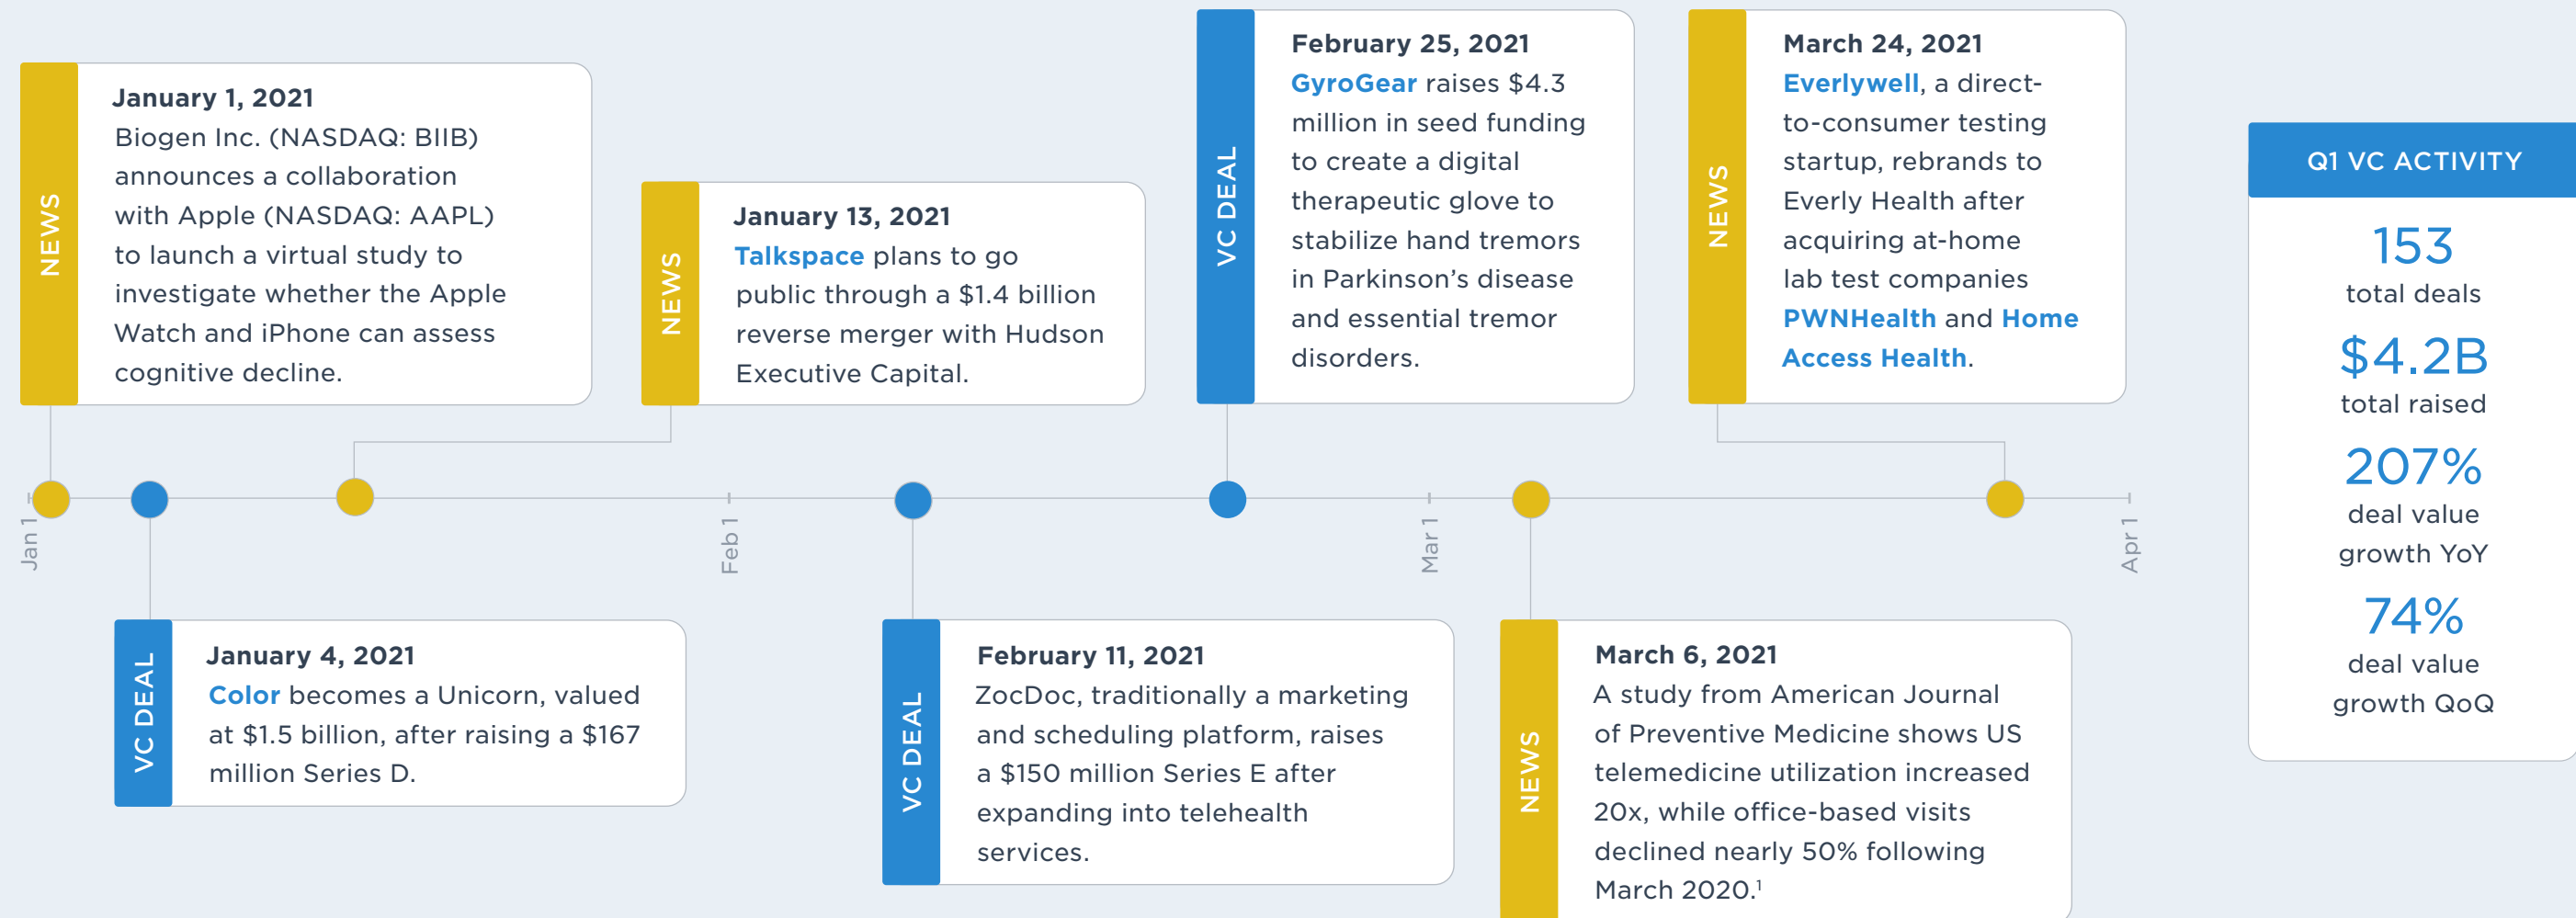 NEWS
January 1, 2021
Biogen Inc. (NASDAQ: BIIB)
announces a collaboration
with Apple (NASDAQ: AAPL)
to launch a virtual study to
investigate whether the Apple
Watch and iPhone can assess
cognitive decline.
NEWS
January 13, 2021
Talkspace plans to go
public through a $1.4 billion
reverse merger with Hudson
Executive Capital.
VC DEAL
February 25, 2021
GyroGear raises $4.3
million in seed funding
to create a digital
therapeutic glove to
stabilize hand tremors
in Parkinson’s disease
and essential tremor
disorders.
NEWS
March 24, 2021
Everlywell, a direct-
to-consumer testing
startup, rebrands to
Everly Health after
acquiring at-home
lab test companies
PWNHealth and Home
Access Health.
Jan 1
Feb 1
Mar 1
Apr 1
VC DEAL
January 4, 2021
Color becomes a Unicorn, valued
at $1.5 billion, after raising a $167
million Series D.
VC DEAL
February 11, 2021
ZocDoc, traditionally a marketing
and scheduling platform, raises
a $150 million Series E after
expanding into telehealth
services.
NEWS
March 6, 2021
A study from American Journal
of Preventive Medicine shows US
telemedicine utilization increased
20x, while office-based visits
declined nearly 50% following
March 2020.¹
Q1 VC ACTIVITY
153
total deals
$4.2B
total raised
207%
deal value
growth YoY
74%
deal value
growth QoQ